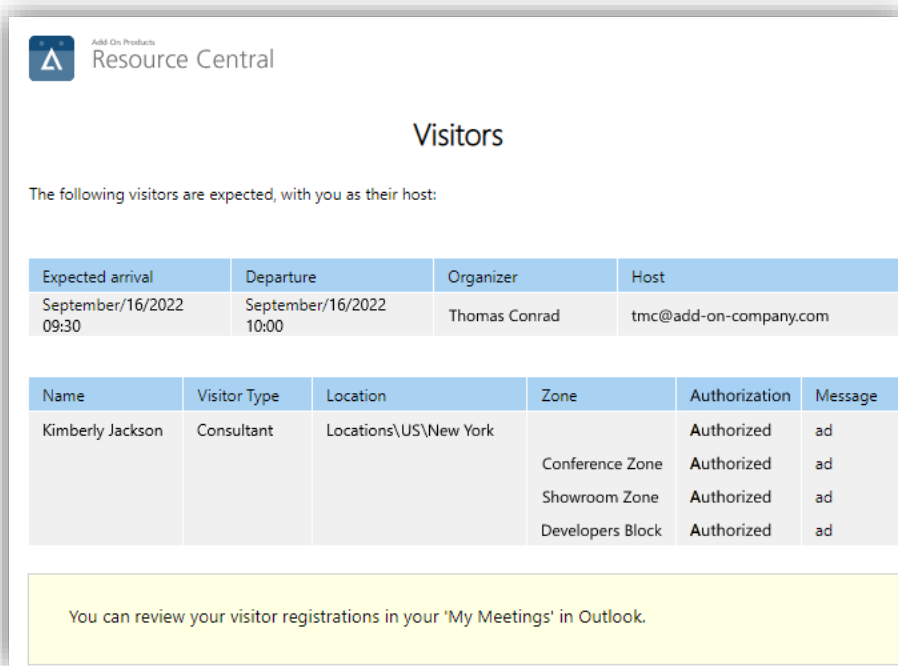 Add-On Products
Resource Central
Visitors
The following visitors are expected, with you as their host:
Expected arrival Departure Organizer Host
September/16/2022 09:30 September/16/2022 10:00 Thomas Conrad tmc@add-on-company.com
Name Visitor Type Location Zone Authorization Message
Kimberly Jackson Consultant Locations\US\New York Authorized ad
Conference Zone Authorized ad
Showroom Zone Authorized ad
Developers Block Authorized ad
You can review your visitor registrations in your 'My Meetings' in Outlook.